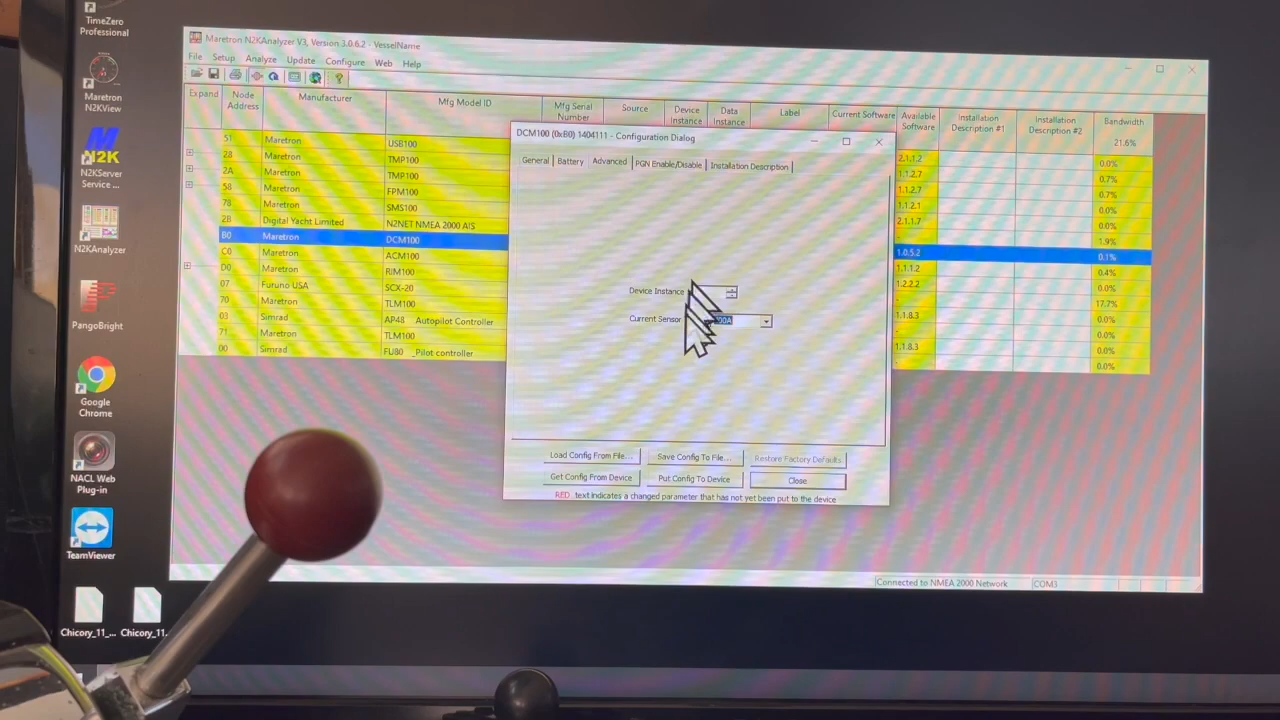 TimeZero
Professional
Maretron
N2KView
N2K
N2KServer
Service ...
N2KAnalyzer
PangoBright
Google
Chrome
NACL Web
Plug-in
TeamViewer
Chicory_11_... Chicory_11.
Maretron N2KAnalyzer V3, Version 3.0.6.2 - VesselName
File Setup Analyze Update Configure Web Help
Expand Node Address Manufacturer Mfg Model ID Mfg Serial Number Source Device Instance Data Instance Label Current Software Available Software Installation Description #1 Installation Description #2 Bandwidth
21.6%
51 Maretron USB100 2.1.1.2 0.0%
28 Maretron TMP100 1.1.2.7 0.7%
2A Maretron TMP100 1.1.2.7 0.7%
58 Maretron FPM100 1.1.2.1 0.0%
78 Maretron SMS100 2.1.1.7 0.0%
2B Digital Yacht Limited N2NET NMEA 2000 AIS 1.9%
B0 Maretron DCM100 1.0.5.2 0.1%
C0 Maretron ACM100 1.1.1.2 0.4%
D0 Maretron RIM100 1.2.2.2 0.0%
07 Furuno USA SCX-20 - 17.7%
70 Maretron TLM100 1.1.8.3 0.0%
03 Simrad AP48 Autopilot Controller - 0.0%
71 Maretron TLM100 1.1.8.3 0.0%
00 Simrad FU80 _Pilot controller - 0.0%
DCM100 (0xB0) 1404111 - Configuration Dialog
General Battery Advanced PGN Enable/Disable Installation Description
Device Instance
Current Sensor
Load Config From File... Save Config To File... Restore Factory Defaults
Get Config From Device Put Config To Device Close
RED text indicates a changed parameter that has not yet been put to the device
Connected to NMEA 2000 Network COM3